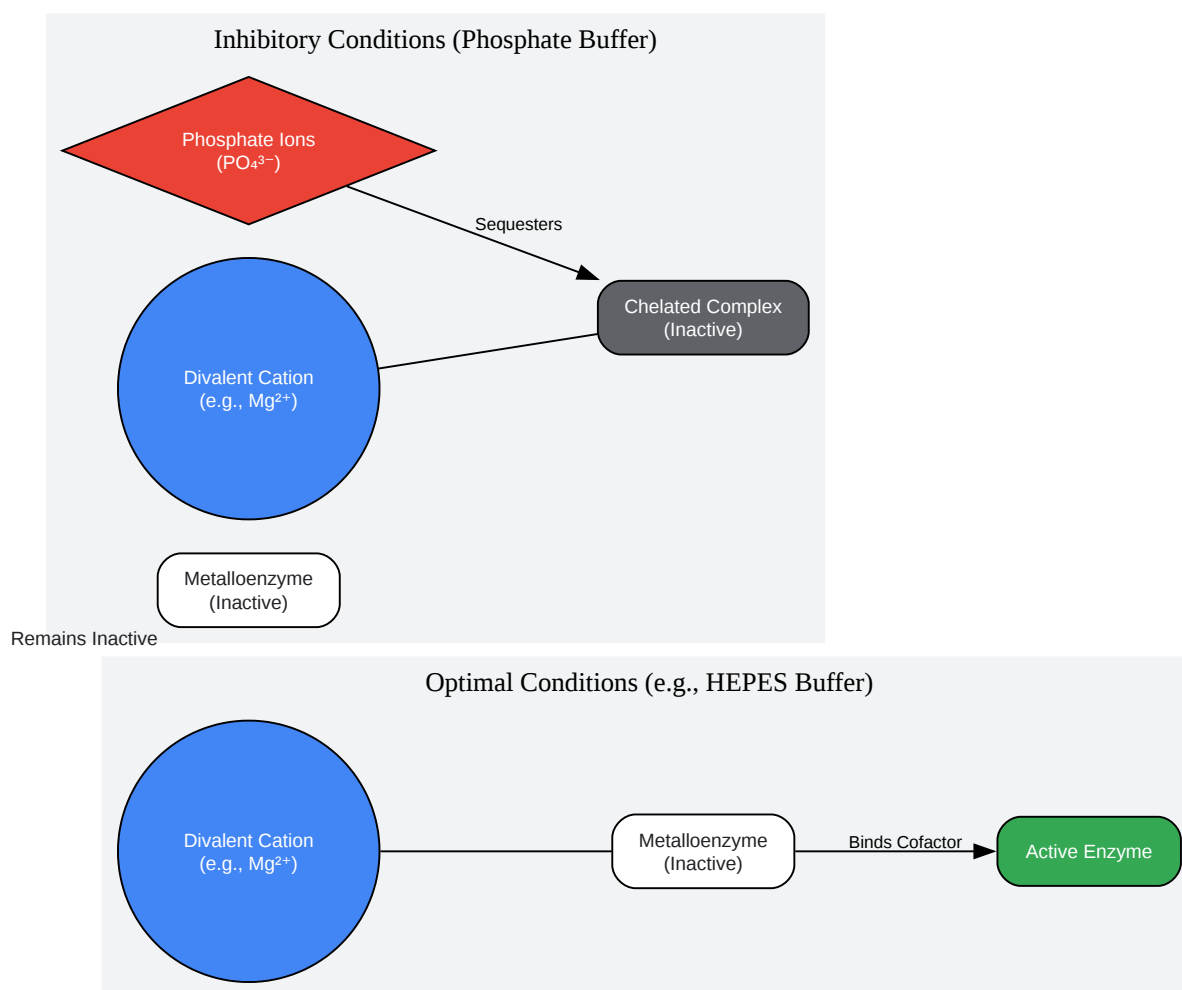 Inhibitory Conditions (Phosphate Buffer)
Phosphate Ions
(PO₄³⁻)
Sequesters
Chelated Complex
(Inactive)
Divalent Cation
(e.g., Mg²⁺)
Metalloenzyme
(Inactive)
Remains Inactive
Optimal Conditions (e.g., HEPES Buffer)
Divalent Cation
(e.g., Mg²⁺)
Metalloenzyme
(Inactive)
Binds Cofactor
Active Enzyme